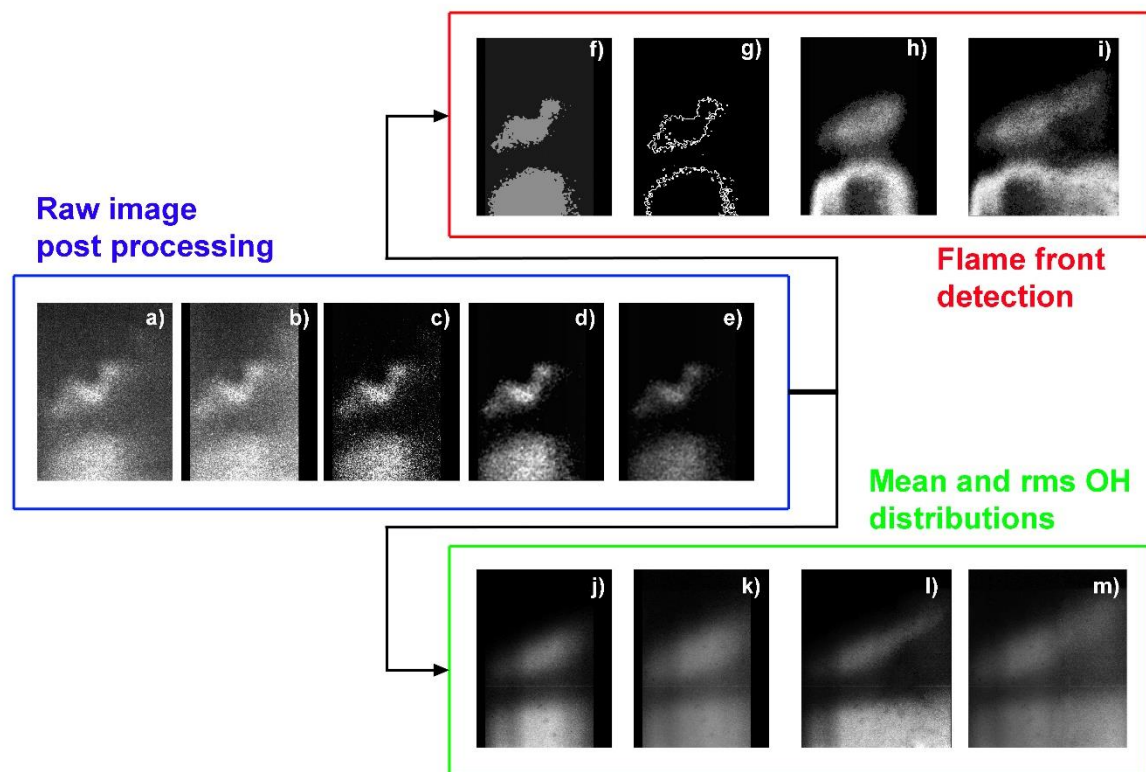 f)
g)
h)
i)
Raw image
post processing
Flame front
detection
a)
b)
c)
d)
e)
Mean and rms OH
distributions
j)
k)
l)
m)